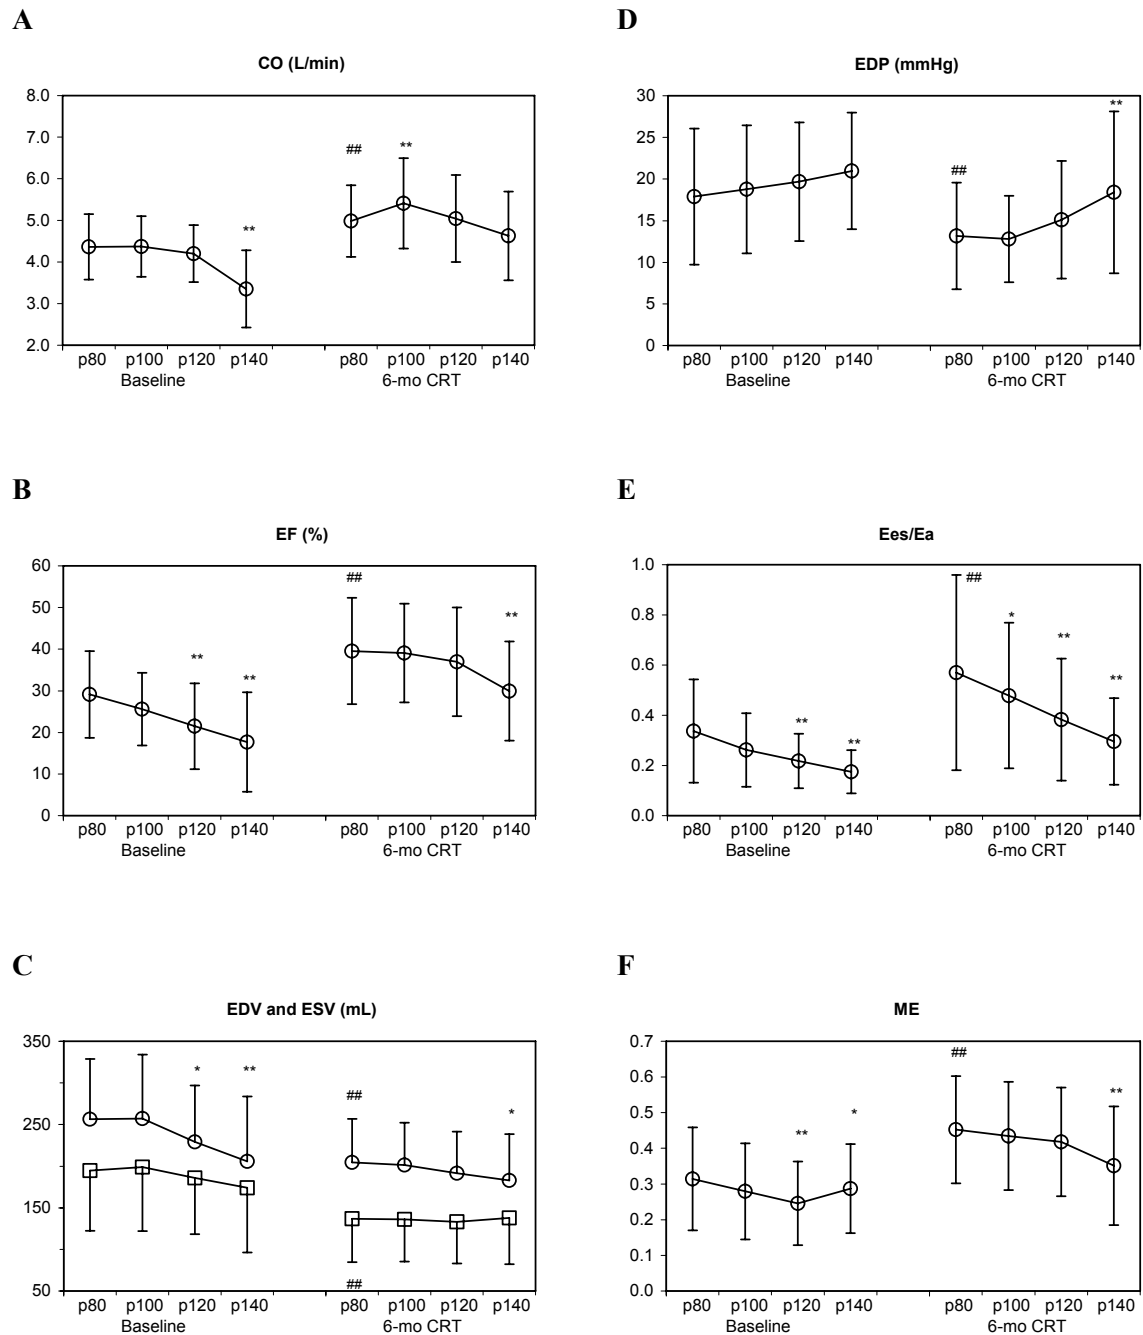 A
CO (L/min)
8.0
7.0
6.0
5.0
4.0
3.0
2.0
##
**
**
p80 p100 p120 p140 p80 p100 p120 p140
Baseline 6-mo CRT
B
EF (%)
60
50
40
30
20
10
0
##
**
**
**
p80 p100 p120 p140 p80 p100 p120 p140
Baseline 6-mo CRT
C
EDV and ESV (mL)
350
250
150
50
*
**
##
*
##
p80 p100 p120 p140 p80 p100 p120 p140
Baseline 6-mo CRT
D
EDP (mmHg)
30
25
20
15
10
5
0
**
##
p80 p100 p120 p140 p80 p100 p120 p140
Baseline 6-mo CRT
E
Ees/Ea
1.0
0.8
0.6
0.4
0.2
0.0
##
*
**
**
**
**
p80 p100 p120 p140 p80 p100 p120 p140
Baseline 6-mo CRT
F
ME
0.7
0.6
0.5
0.4
0.3
0.2
0.1
0.0
##
**
*
**
p80 p100 p120 p140 p80 p100 p120 p140
Baseline 6-mo CRT